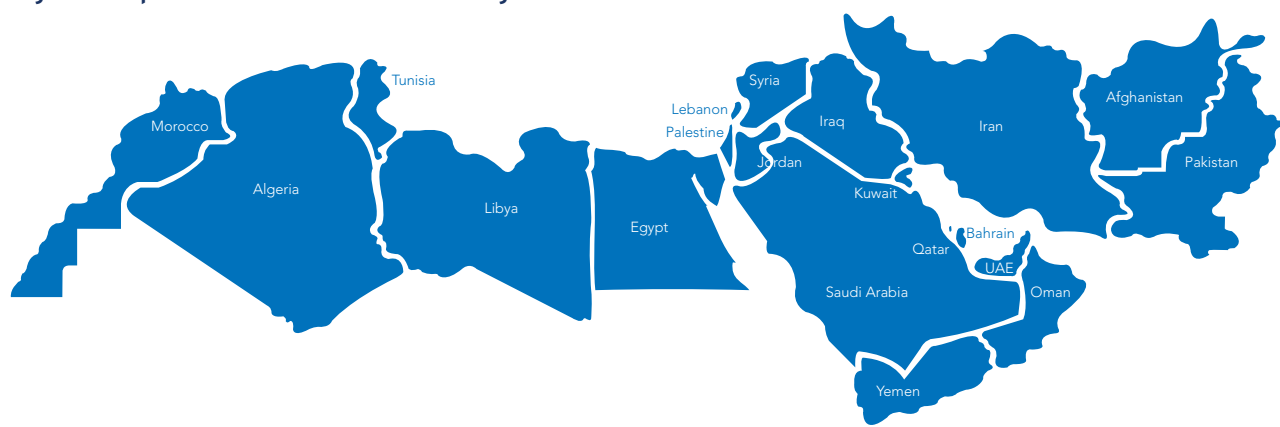 Tunisia
Syria
Afghanistan
Lebanon
Morocco
Iraq
Iran
Palestine
Jordan
Pakistan
Algeria
Kuwait
Libya
Egypt
Bahrain
Qatar
UAE
Saudi Arabia
Oman
Yemen